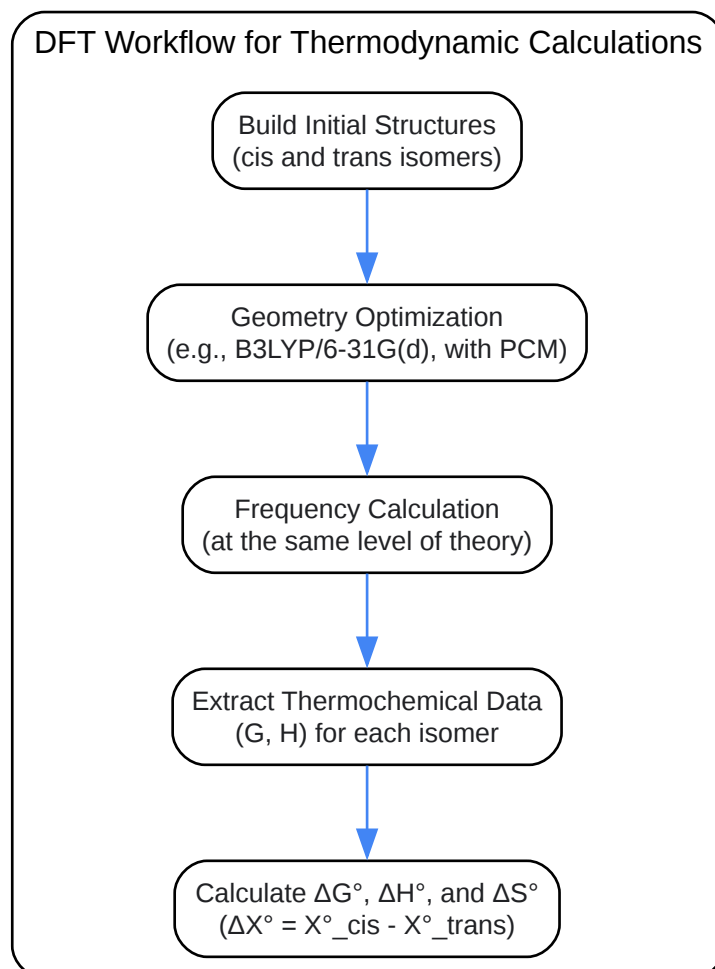 DFT Workflow for Thermodynamic Calculations
Build Initial Structures
(cis and trans isomers)
Geometry Optimization
(e.g., B3LYP/6-31G(d), with PCM)
Frequency Calculation
(at the same level of theory)
Extract Thermochemical Data
(G, H) for each isomer
Calculate ΔG°, ΔH°, and ΔS°
(ΔX° = X°_cis - X°_trans)